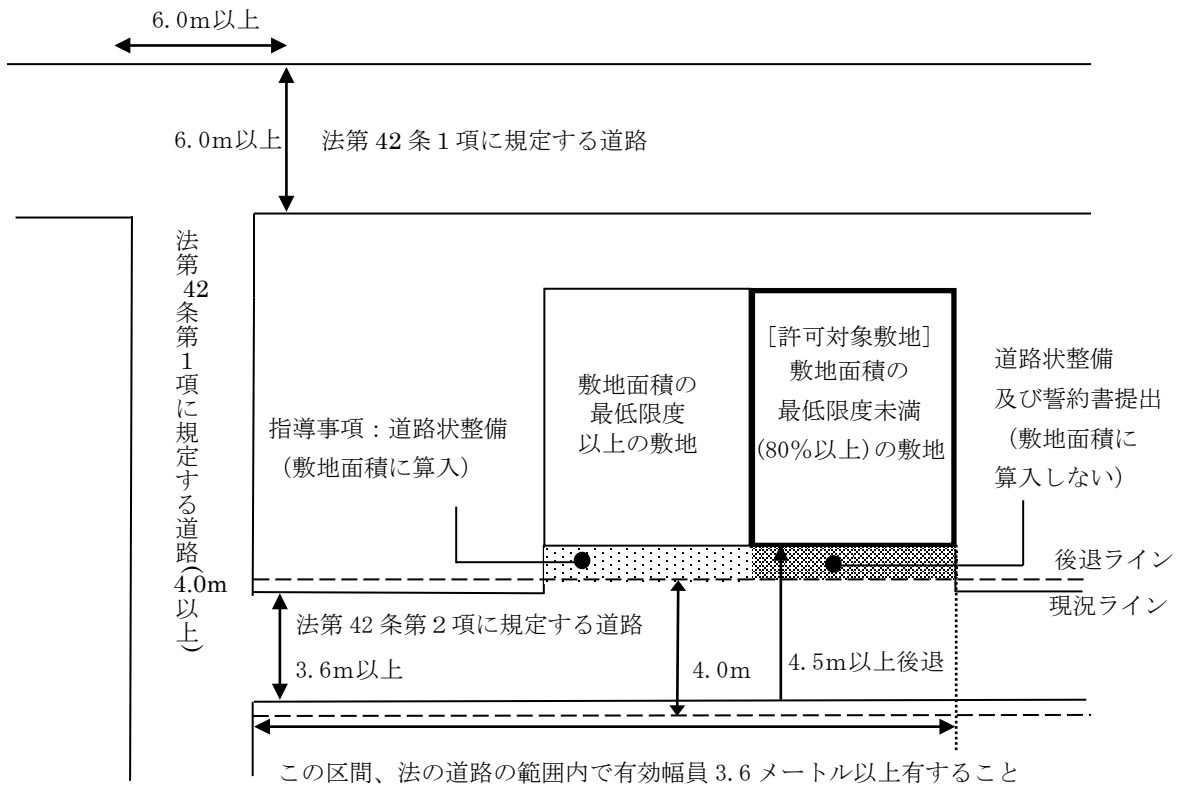 6.0m以上
6.0m以上
法第 42 条１項に規定する道路
法第42条第１項に規定する道路(4.0m以上)
指導事項：道路状整備
（敷地面積に算入）
敷地面積の
最低限度
以上の敷地
［許可対象敷地］
敷地面積の
最低限度未満
(80%以上)の敷地
道路状整備
及び誓約書提出
（敷地面積に
算入しない）
後退ライン
現況ライン
法第 42 条第２項に規定する道路
3.6m以上
4.0m
4.5m以上後退
この区間、法の道路の範囲内で有効幅員 3.6 メートル以上有すること